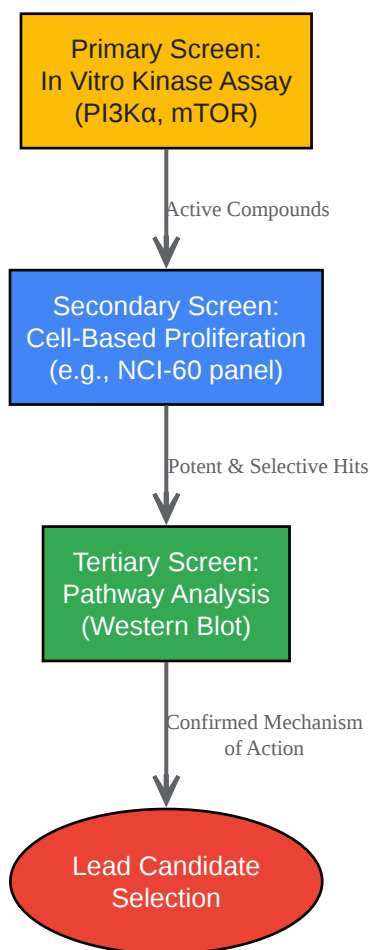 Primary Screen:
In Vitro Kinase Assay
(PI3Kα, mTOR)
Active Compounds
Secondary Screen:
Cell-Based Proliferation
(e.g., NCI-60 panel)
Potent & Selective Hits
Tertiary Screen:
Pathway Analysis
(Western Blot)
Confirmed Mechanism
of Action
Lead Candidate
Selection